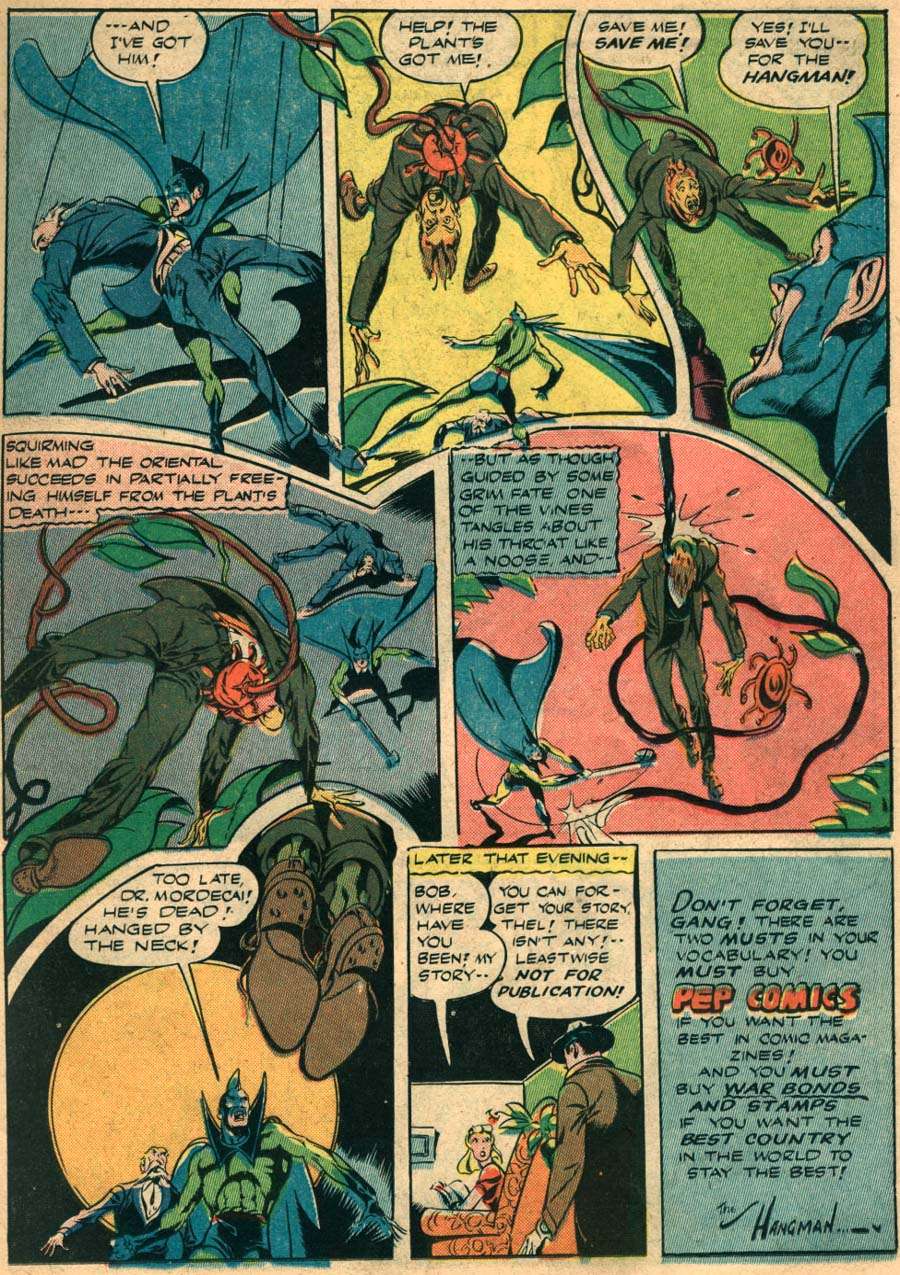 ---AND
I'VE GOT
HIM!
HELP! THE
PLANT'S
GOT ME!
SAVE ME!
SAVE ME!
YES! I'LL
SAVE YOU--
FOR THE
HANGMAN!
SQUIRMING
LIKE MAD THE ORIENTAL
SUCCEEDS IN PARTIALLY FREE-
ING HIMSELF FROM THE PLANT'S
DEATH---
--BUT AS THOUGH
GUIDED BY SOME
GRIM FATE ONE
OF THE VINES
TANGLES ABOUT
HIS THROAT LIKE
A NOOSE, AND--
TOO LATE,
DR. MORDECAI!
HE'S DEAD!
HANGED BY
THE NECK!
LATER THAT EVENING--
BOB,
WHERE
HAVE
YOU
BEEN? MY
STORY--
YOU CAN FOR-
GET YOUR STORY,
THEL! THERE
ISN'T ANY!--
LEASTWISE
NOT FOR
PUBLICATION!
DON'T FORGET,
GANG! THERE ARE
TWO MUSTS IN YOUR
VOCABULARY! YOU
MUST BUY
PEP COMICS
IF YOU WANT THE
BEST IN COMIC MAGA-
ZINES!
AND YOU MUST
BUY WAR BONDS
AND STAMPS
IF YOU WANT THE
BEST COUNTRY
IN THE WORLD TO
STAY THE BEST!
The
HANGMAN....